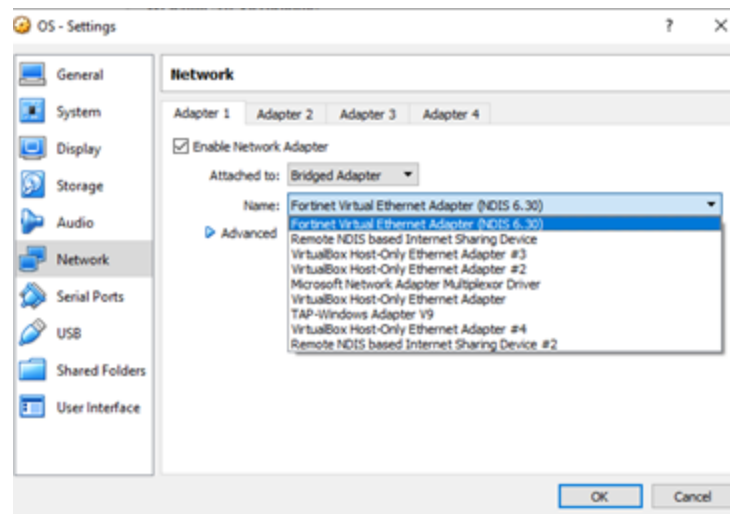 OS - Settings
?
General
System
Display
Storage
Audio
Network
Serial Ports
USB
Shared Folders
User Interface
Network
Adapter 1 Adapter 2 Adapter 3 Adapter 4
Enable Network Adapter
Attached to: Bridged Adapter
Name: Fortinet Virtual Ethernet Adapter (NDIS 6.30)
Advanced
Fortinet Virtual Ethernet Adapter (NDIS 6.30)
Remote NDIS based Internet Sharing Device
VirtualBox Host-Only Ethernet Adapter #3
VirtualBox Host-Only Ethernet Adapter #2
Microsoft Network Adapter Multiplexor Driver
VirtualBox Host-Only Ethernet Adapter
TAP-Windows Adapter V9
VirtualBox Host-Only Ethernet Adapter #4
Remote NDIS based Internet Sharing Device #2
OK Cancel